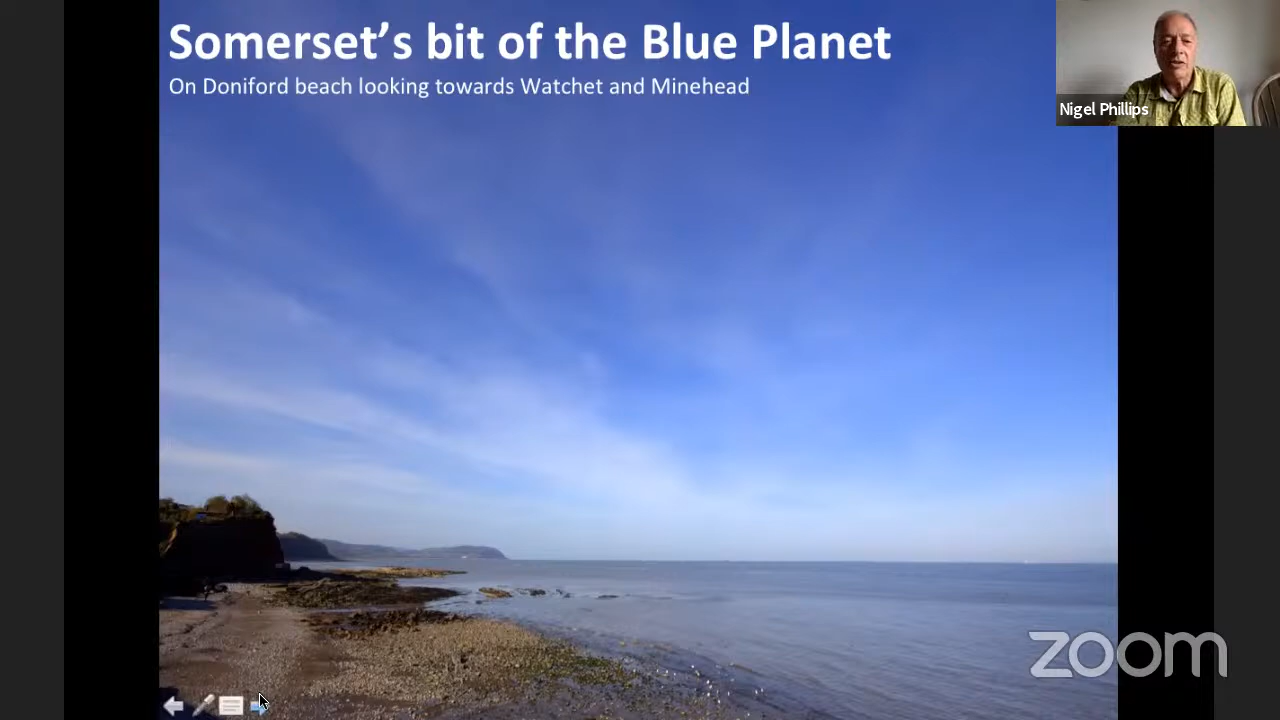 Somerset’s bit of the Blue Planet
On Doniford beach looking towards Watchet and Minehead
Nigel Phillips
zoom